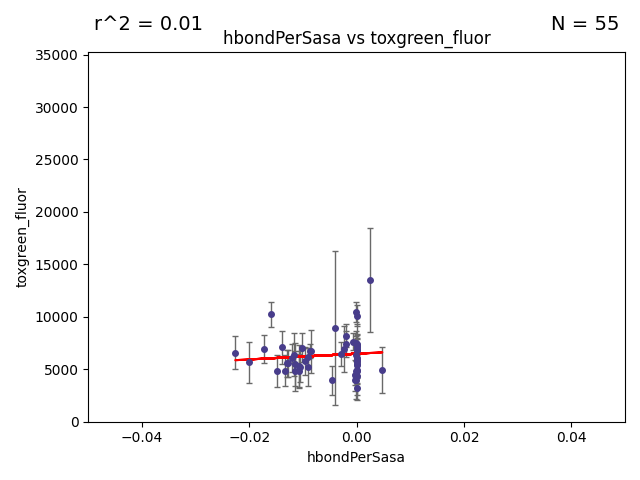 r^2 = 0.01
N = 55
hbondPerSasa vs toxgreen_fluor
35000
30000
25000
20000
15000
10000
5000
0
toxgreen_fluor
−0.04
−0.02
0.00
0.02
0.04
hbondPerSasa